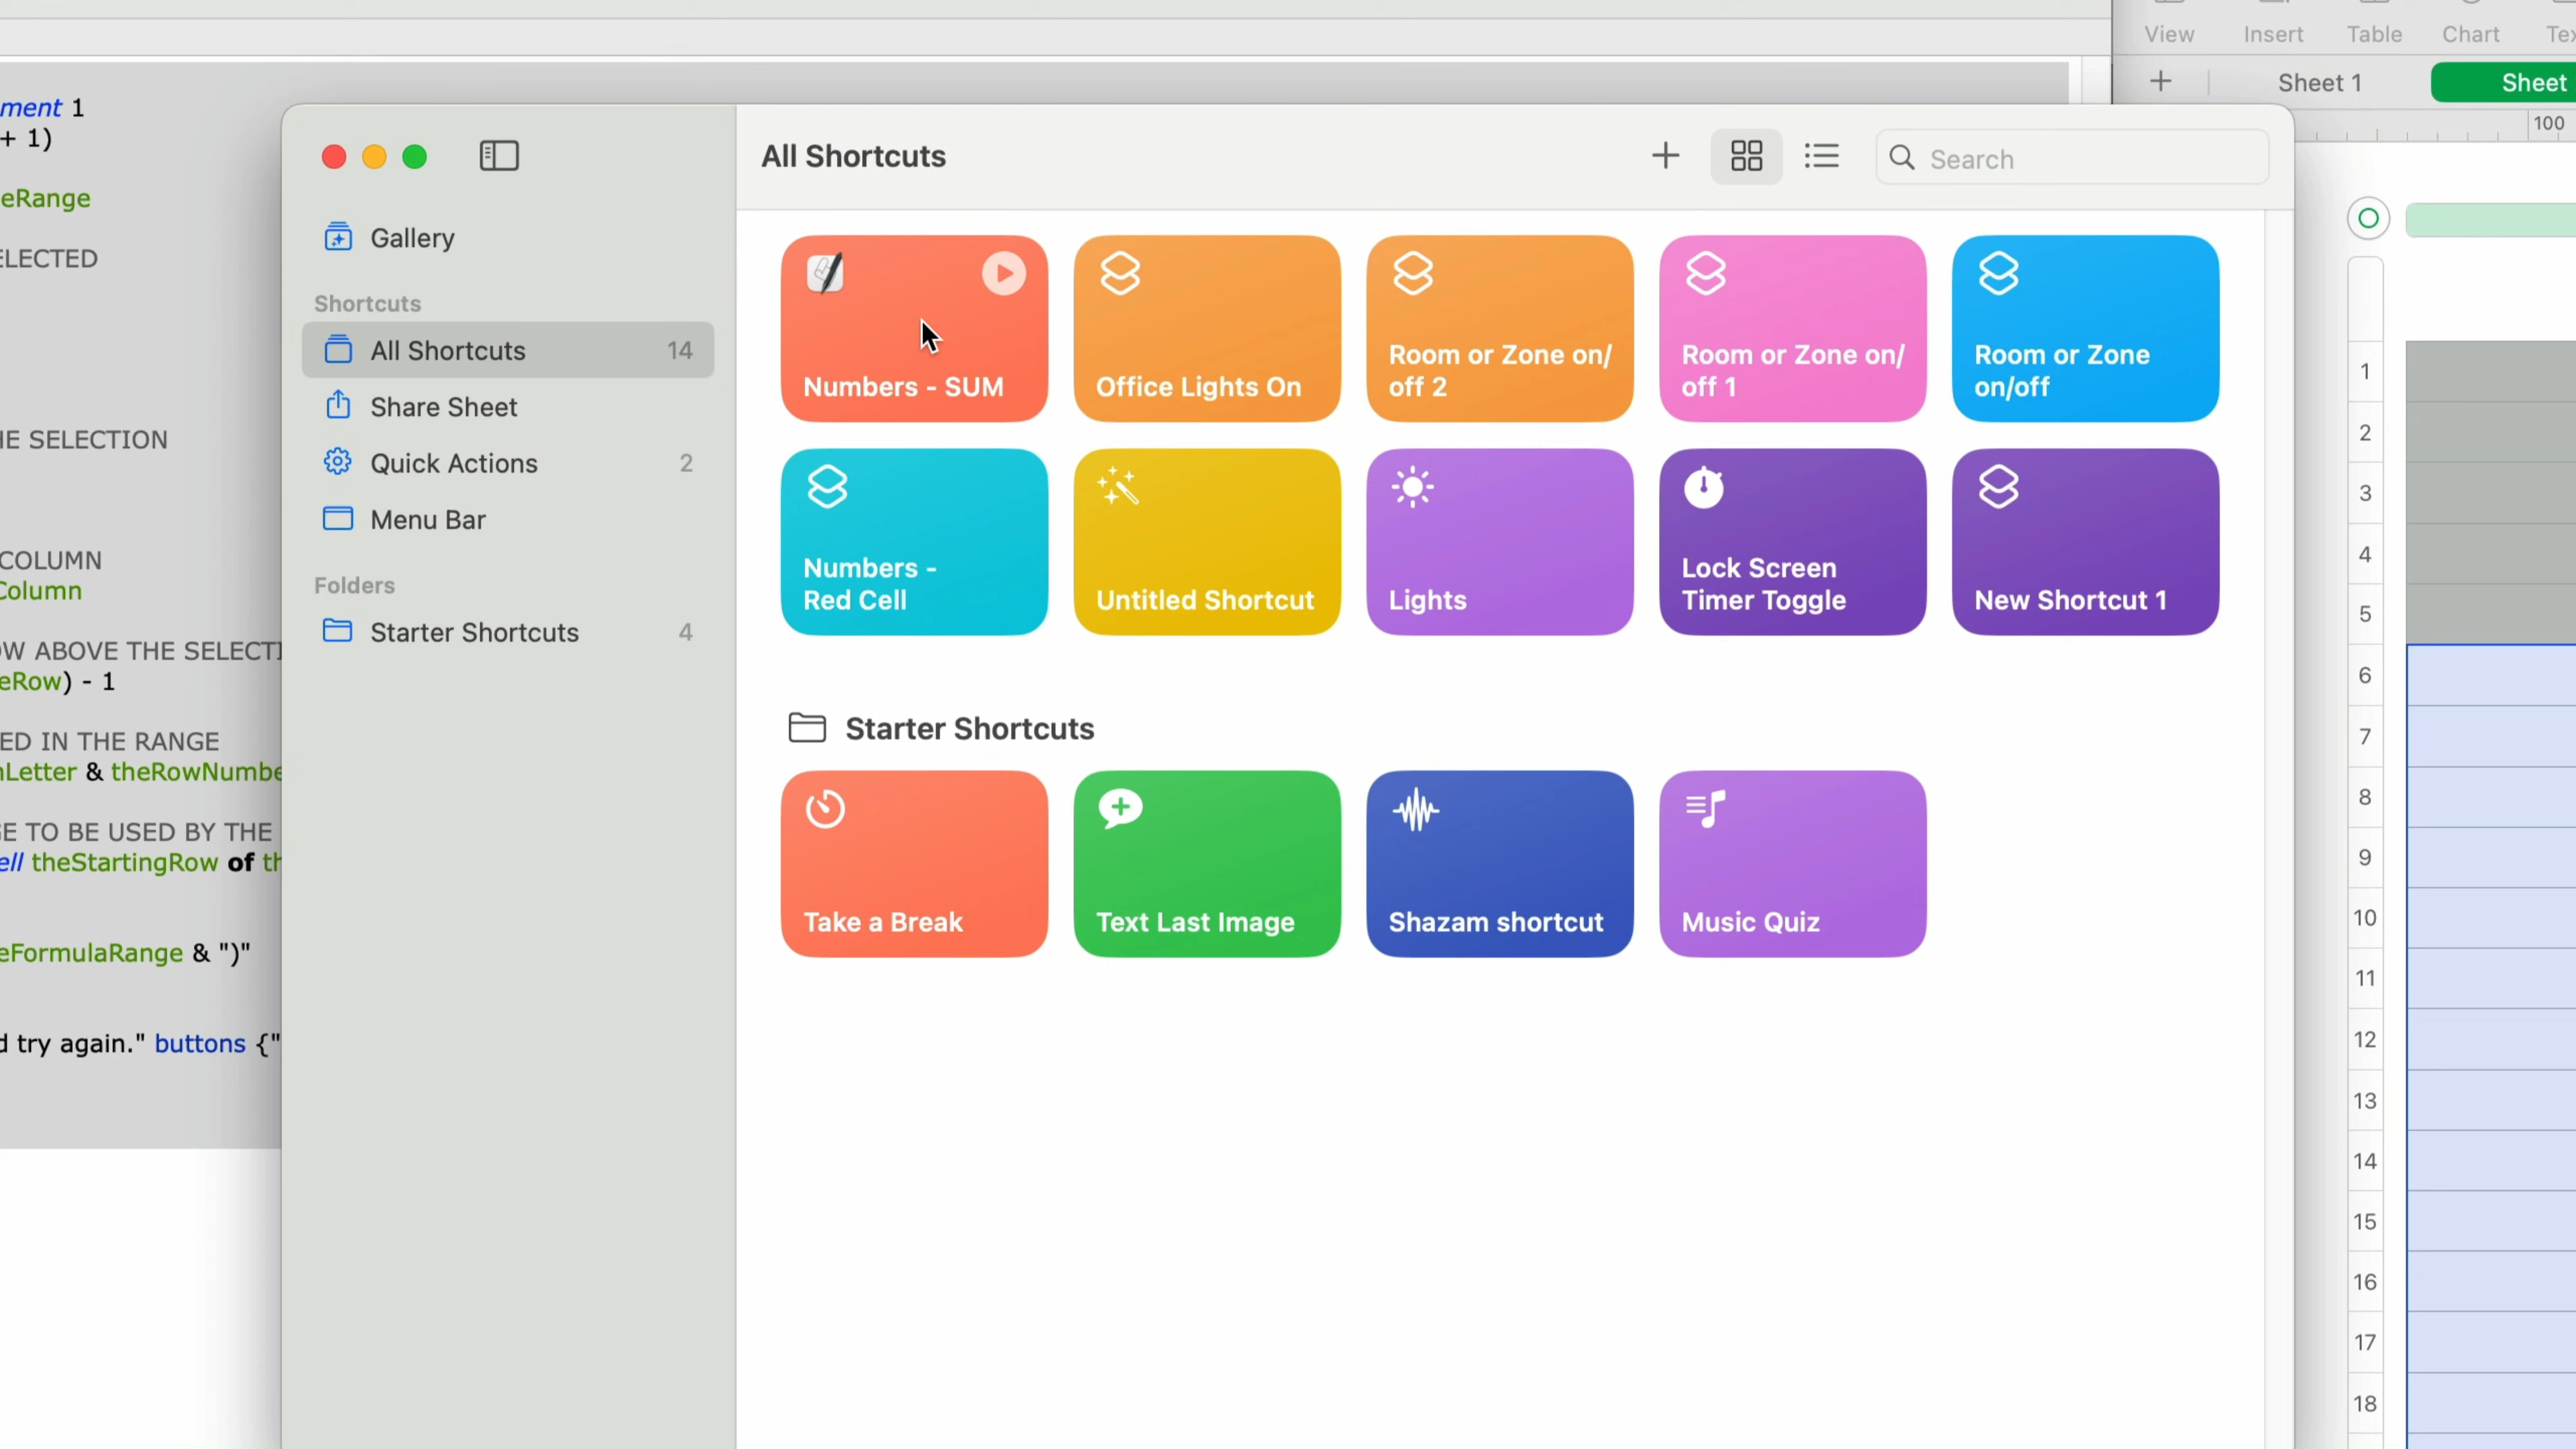 View Insert Table Chart
Sheet 1 Sheet
100
ment 1
+ 1)
eRange
ELECTED
HE SELECTION
COLUMN
Column
OW ABOVE THE SELECTI
eRow) - 1
ED IN THE RANGE
nLetter & theRowNumbe
GE TO BE USED BY THE
ell theStartingRow of th
eFormulaRange & ")"
d try again." buttons {"
Gallery
Shortcuts
All Shortcuts 14
Share Sheet
Quick Actions 2
Menu Bar
Folders
Starter Shortcuts 4
All Shortcuts
Search
Numbers - SUM
Office Lights On
Room or Zone on/
off 2
Room or Zone on/
off 1
Room or Zone
on/off
Numbers -
Red Cell
Untitled Shortcut
Lights
Lock Screen
Timer Toggle
New Shortcut 1
Starter Shortcuts
Take a Break
Text Last Image
Shazam shortcut
Music Quiz
1
2
3
4
5
6
7
8
9
10
11
12
13
14
15
16
17
18